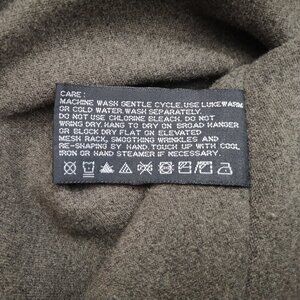 CARE:
MACHINE WASH GENTLE CYCLE. USE LUKEWARM
OR COLD WATER. WASH SEPARATELY.
DO NOT USE CHLORINE BLEACH. DO NOT
WRING DRY. HANG TO DRY ON BROAD HANGER
OR BLOCK DRY FLAT ON ELEVATED
MESH RACK, SMOOTHING WRINKLES AND
RE-SHAPING BY HAND. TOUCH UP WITH COOL
IRON OR HAND STEAMER IF NECESSARY.